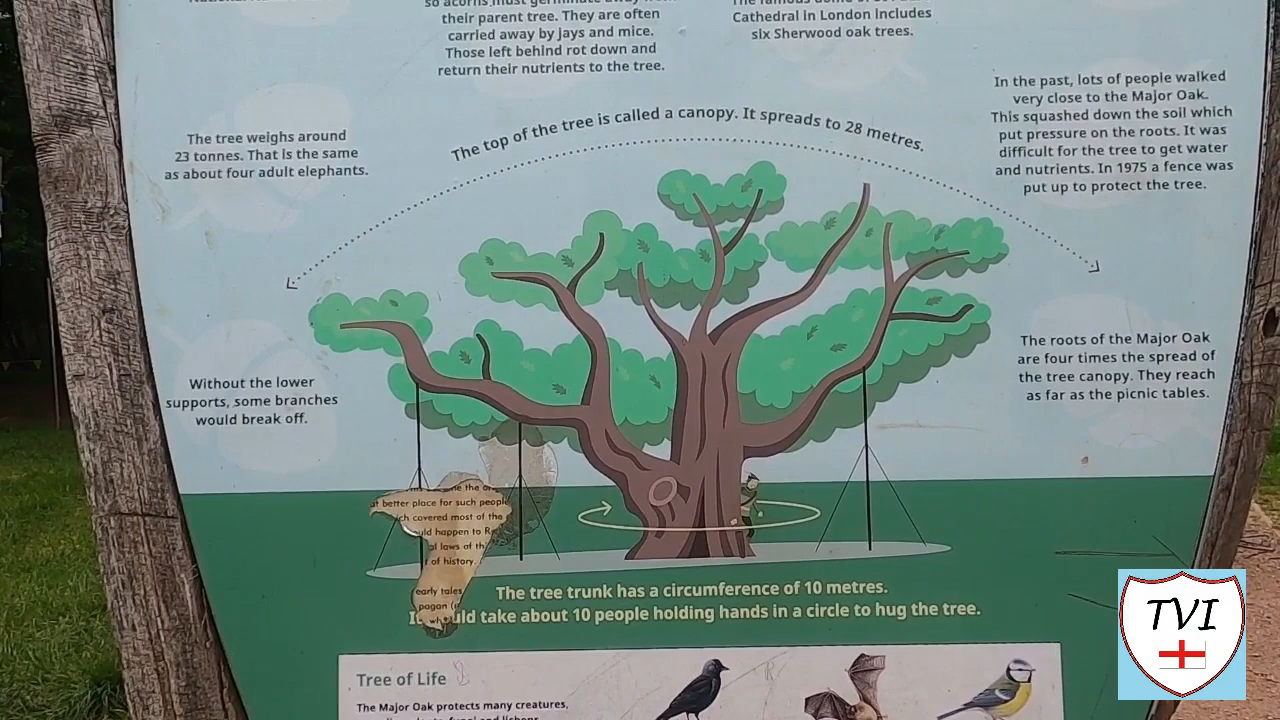 so acorns must germinate away from
their parent tree. They are often
carried away by jays and mice.
Those left behind rot down and
return their nutrients to the tree.
Cathedral in London includes
six Sherwood oak trees.
In the past, lots of people walked
very close to the Major Oak.
This squashed down the soil which
put pressure on the roots. It was
difficult for the tree to get water
and nutrients. In 1975 a fence was
put up to protect the tree.
The tree weighs around
23 tonnes. That is the same
as about four adult elephants.
The top of the tree is called a canopy. It spreads to 28 metres.
Without the lower
supports, some branches
would break off.
The roots of the Major Oak
are four times the spread of
the tree canopy. They reach
as far as the picnic tables.
the
better place for such people
covered most of the
happen to
laws of
of history
early tales
pagan
The tree trunk has a circumference of 10 metres.
take about 10 people holding hands in a circle to hug the tree.
TVI
Tree of Life
The Major Oak protects many creatures,